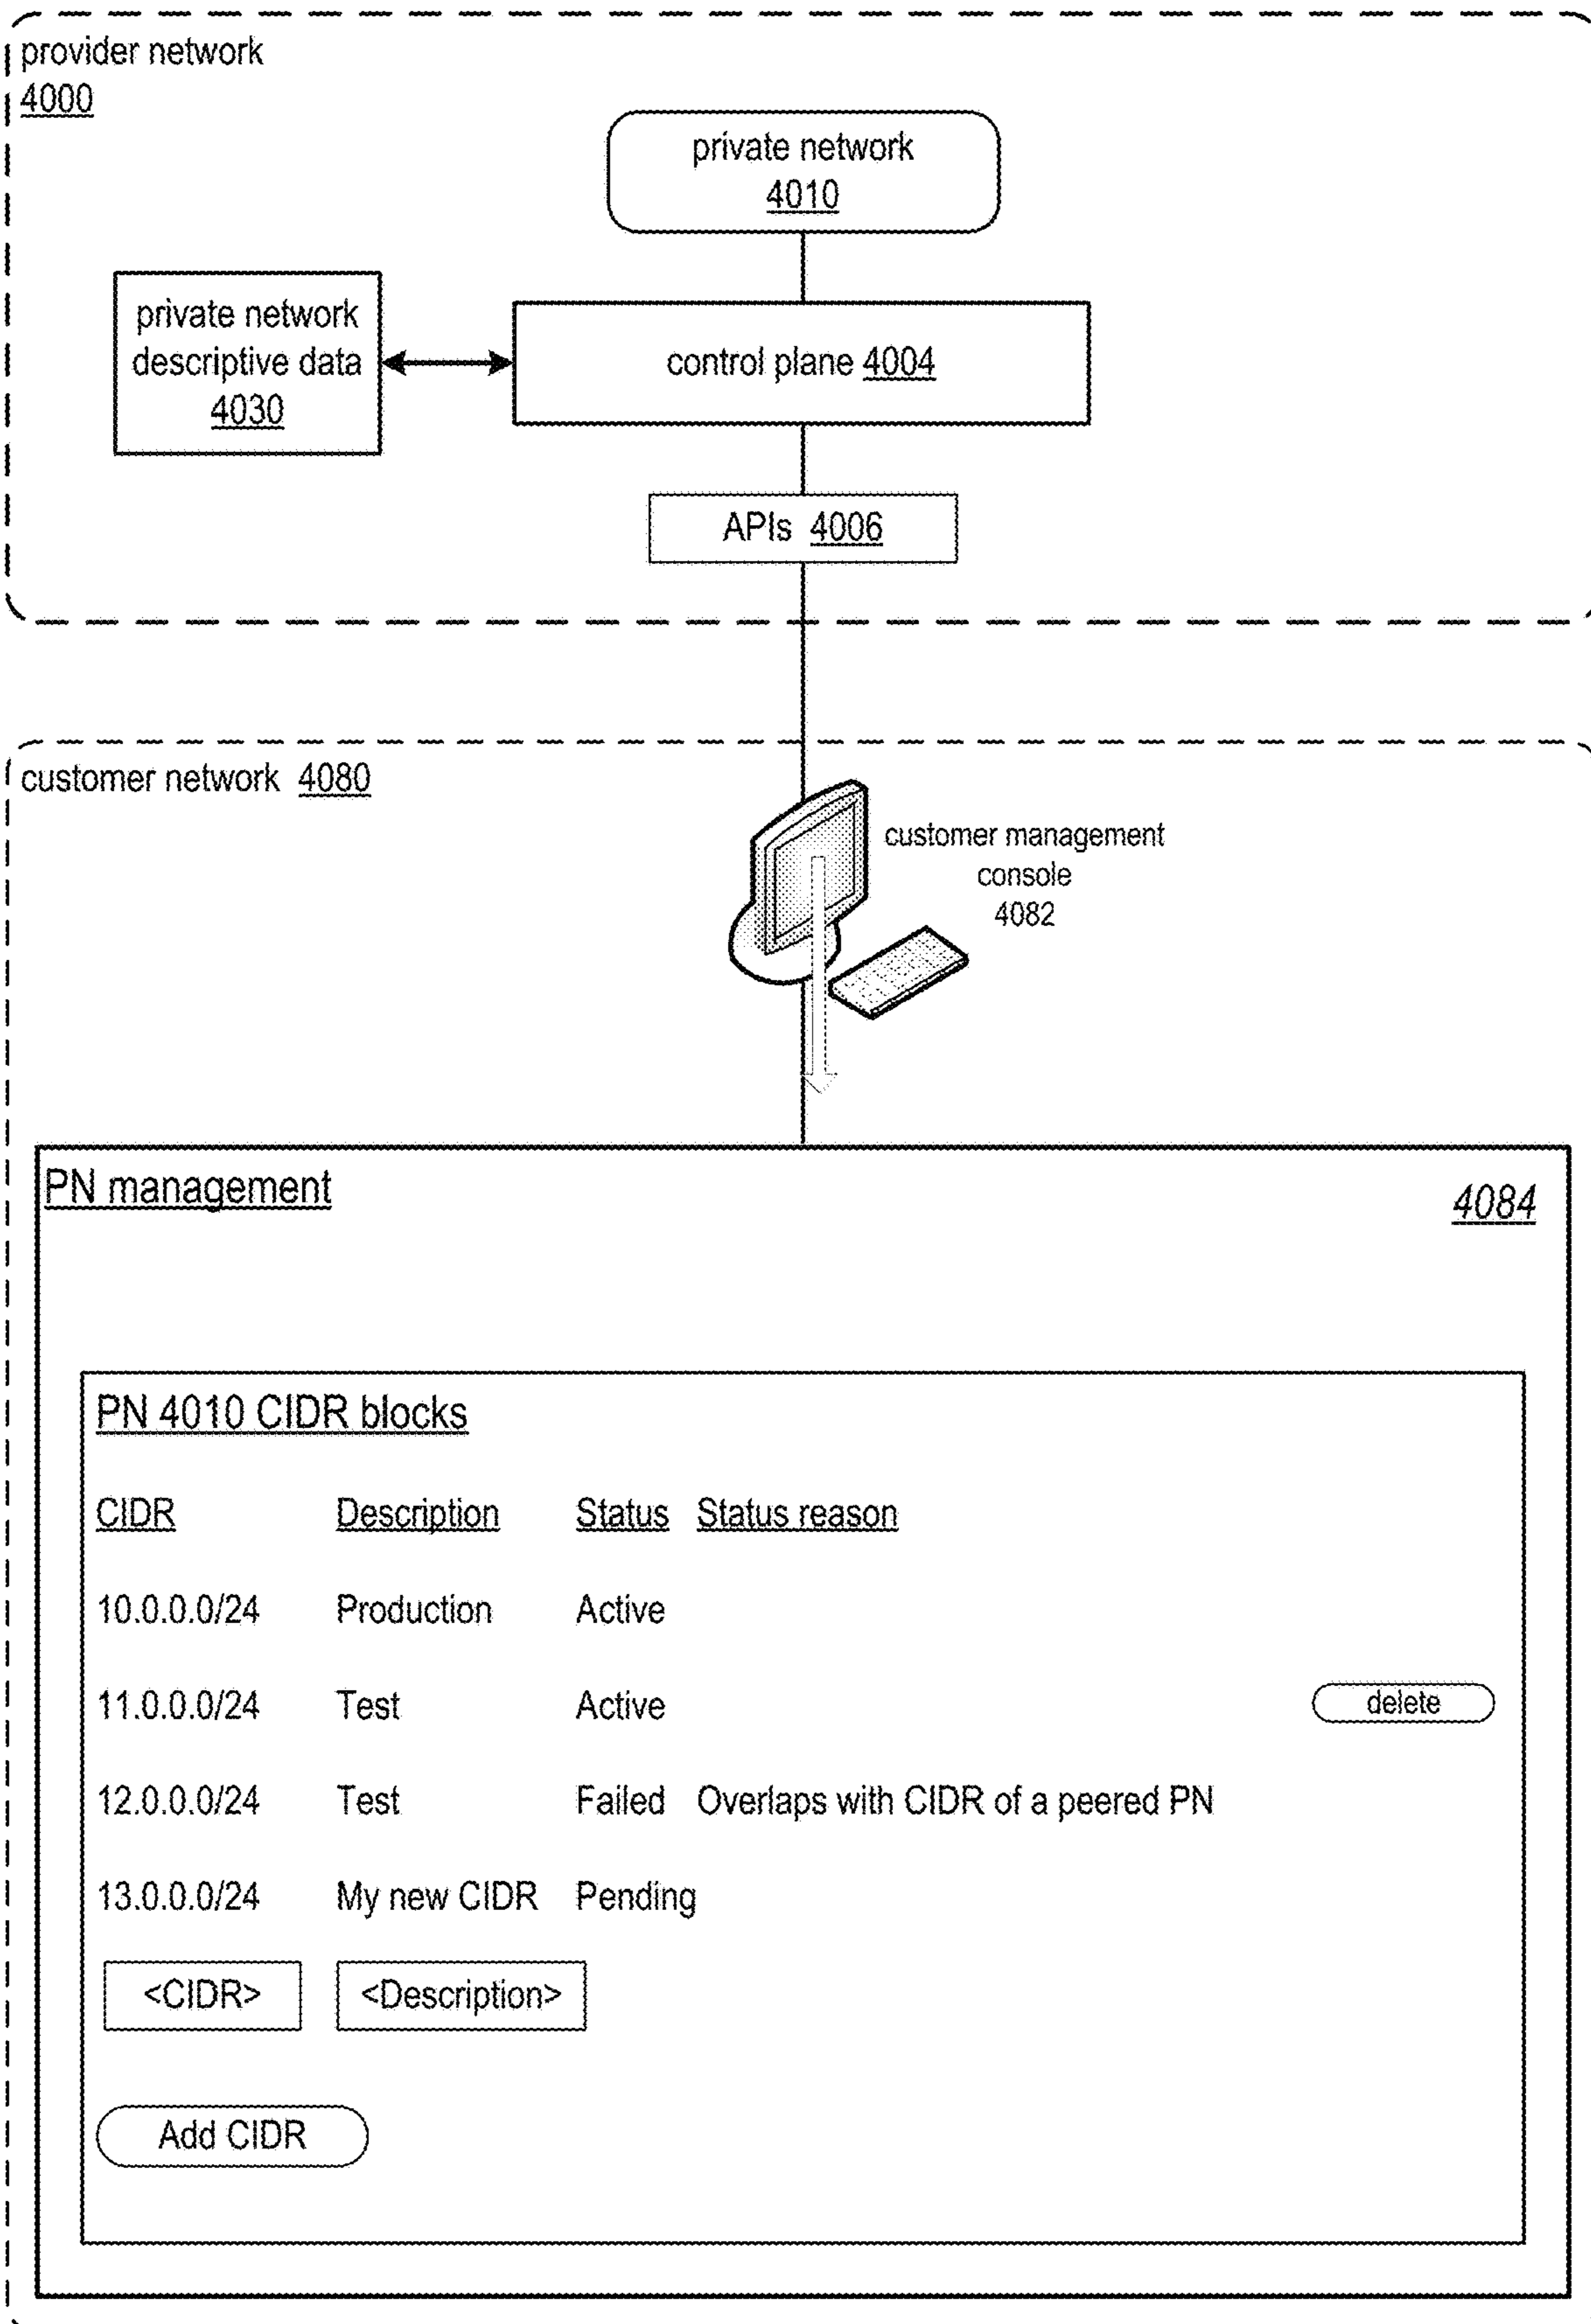 provider network
4000
private network
4010
private network
descriptive data
4030
control plane 4004
APIs 4006
customer network 4080
customer management
console
4082
PN management
4084
PN 4010 CIDR blocks
CIDR Description Status Status reason
10.0.0.0/24 Production Active
11.0.0.0/24 Test Active delete
12.0.0.0/24 Test Failed Overlaps with CIDR of a peered PN
13.0.0.0/24 My new CIDR Pending
<CIDR> <Description>
Add CIDR